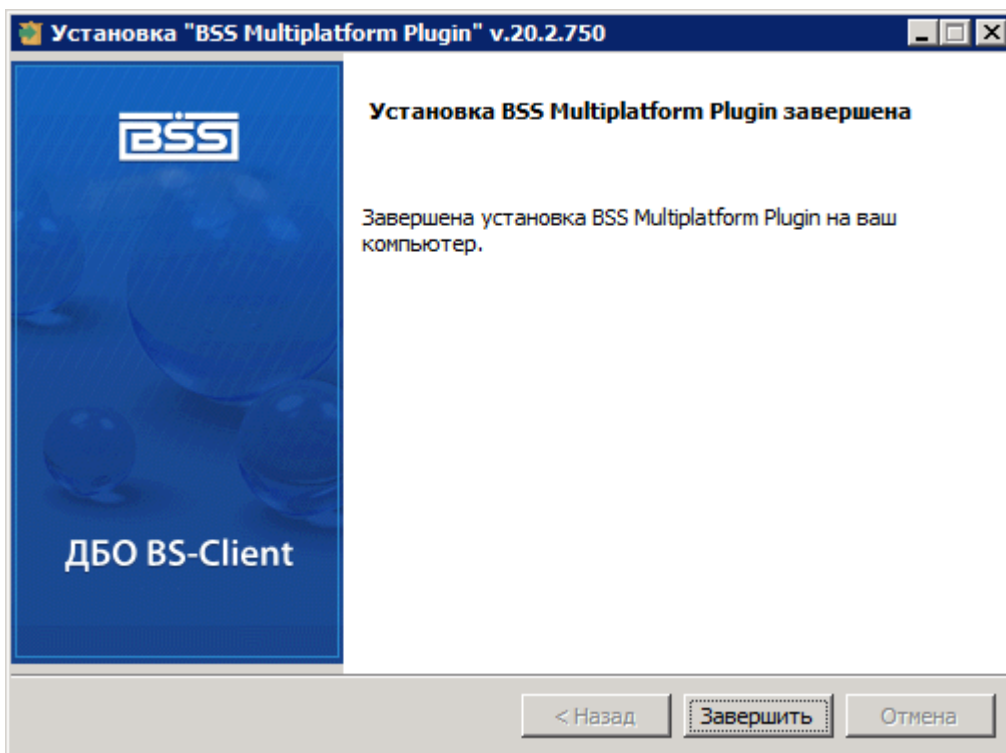 Установка "BSS Multiplatform Plugin" v.20.2.750
BSS
Установка BSS Multiplatform Plugin завершена
Завершена установка BSS Multiplatform Plugin на ваш
компьютер.
ДБО BS-Client
< Назад
Завершить
Отмена